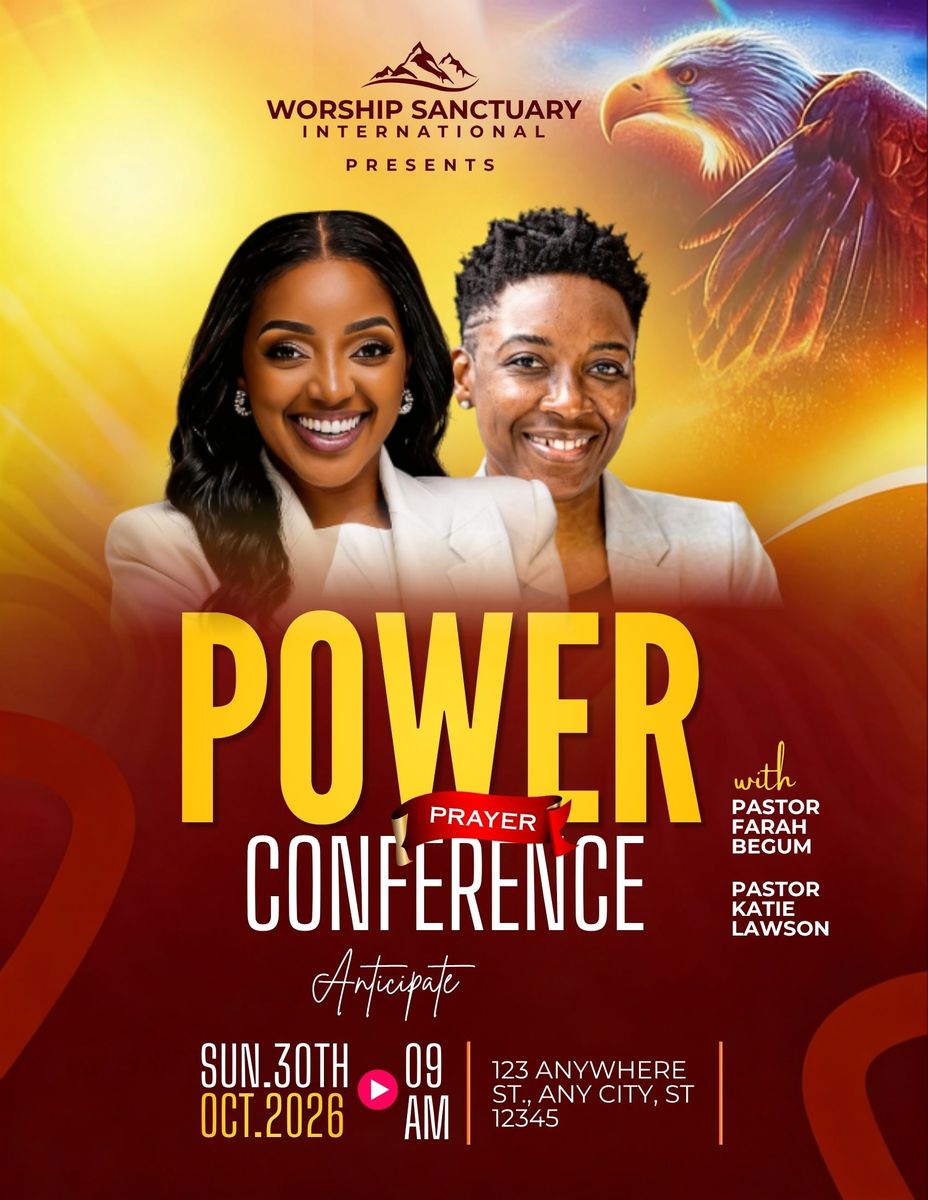 WORSHIP SANCTUARY
INTERNATIONAL
PRESENTS
POWER
PRAYER
CONFERENCE
with
PASTOR
FARAH
BEGUM
PASTOR
KATIE
LAWSON
Anticipate
SUN.30TH
OCT.2026
09
AM
123 ANYWHERE
ST., ANY CITY, ST
12345